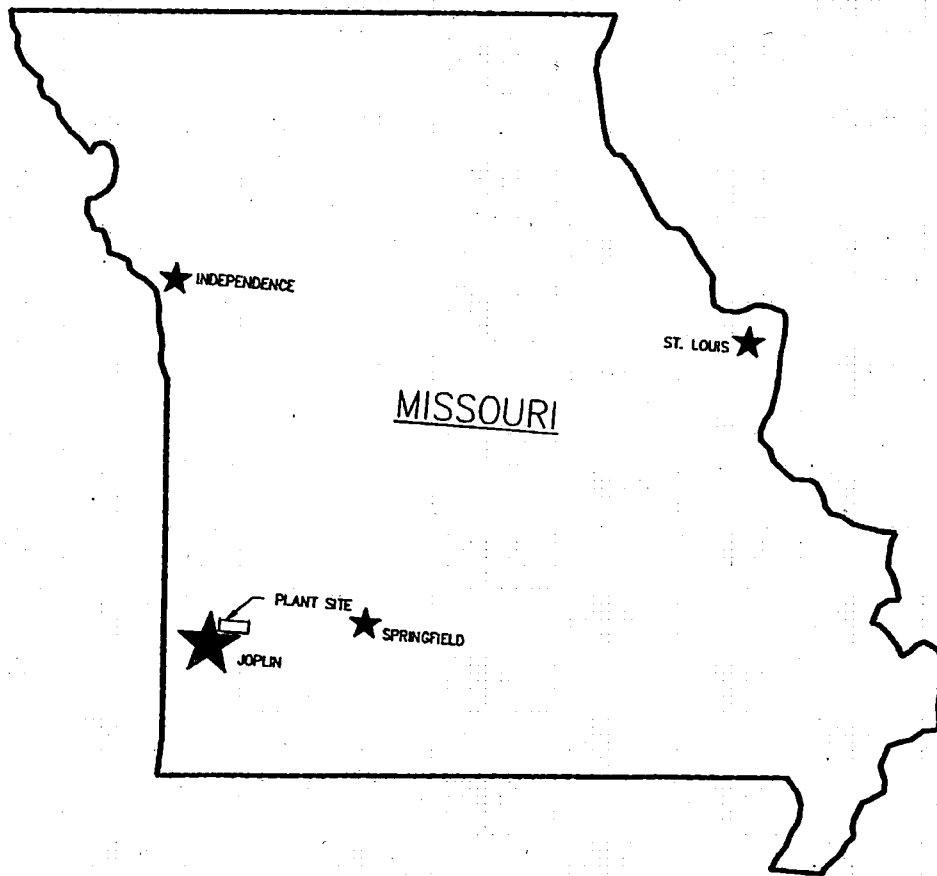 INDEPENDENCE
ST. LOUIS
MISSOURI
PLANT SITE
SPRINGFIELD
JOPLIN